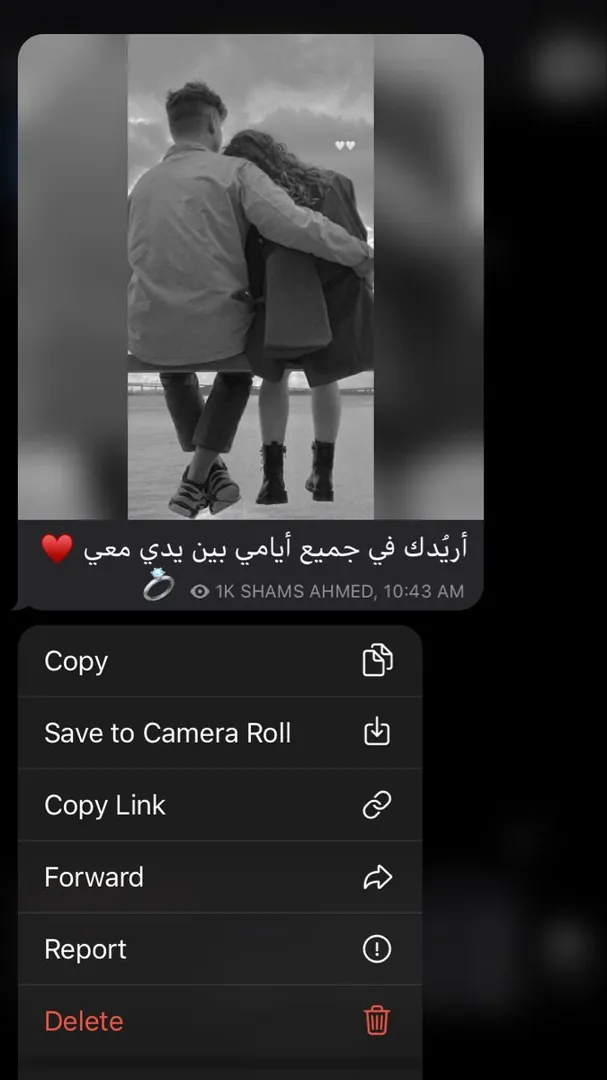 أريُدك في جميع أيامي بين يدي معي ♥️
💍 1K SHAMS AHMED, 10:43 AM
Copy
Save to Camera Roll
Copy Link
Forward
Report
Delete